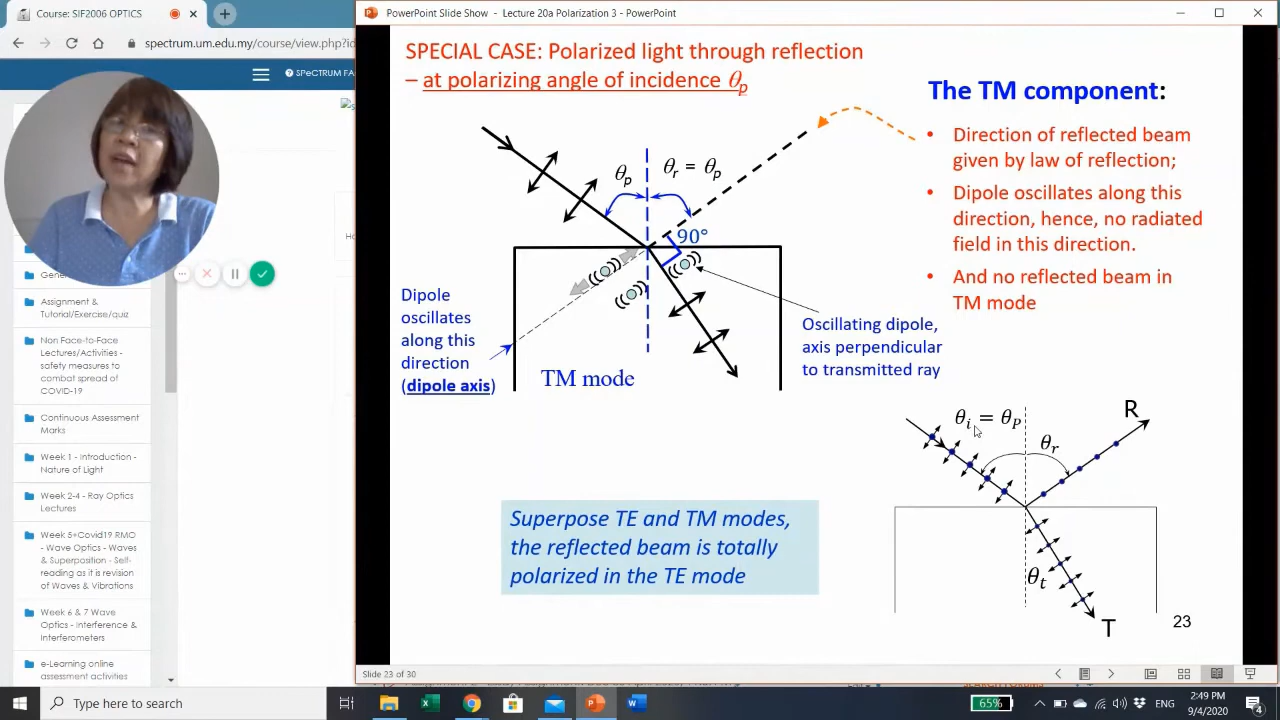 Course: SIF2006 OPTICS
PowerPoint Slide Show - Lecture 20a Polarization 3 - PowerPoint
spectrum.um.edu.my/course/view.php?i
SPeCTRUM FA
SPECIAL CASE: Polarized light through reflection
– at polarizing angle of incidence θp
The TM component:
• Direction of reflected beam
given by law of reflection;
• Dipole oscillates along this
direction, hence, no radiated
field in this direction.
• And no reflected beam in
TM mode
θp
θr = θp
90°
Dipole
oscillates
along this
direction
(dipole axis)
TM mode
Oscillating dipole,
axis perpendicular
to transmitted ray
θi = θP
θr
R
θt
T
Superpose TE and TM modes,
the reflected beam is totally
polarized in the TE mode
23
Gener
Assignment &
Tutorial/Exercise/quiz
Non Face-to-Face
Lectures/Activities -
safety measures to
combat spread of
COVID-19
Continuous Assessment
Marks
Week 1 - Introduction -
Nature of Light
Week 2-4 - Ray Optics
Lectures
Week 5+Covid19 RMO
- Wave Optics - Waves
& Superposition - Self-
reading as it is revision
of Waves & Vibrations
Week 6 & 7 Wave
Optics - Interference &
Interferometers
e-Learning online
assessment activities
Slide 23 of 30
Type here to search
65%
ENG
2:49 PM
9/4/2020
4